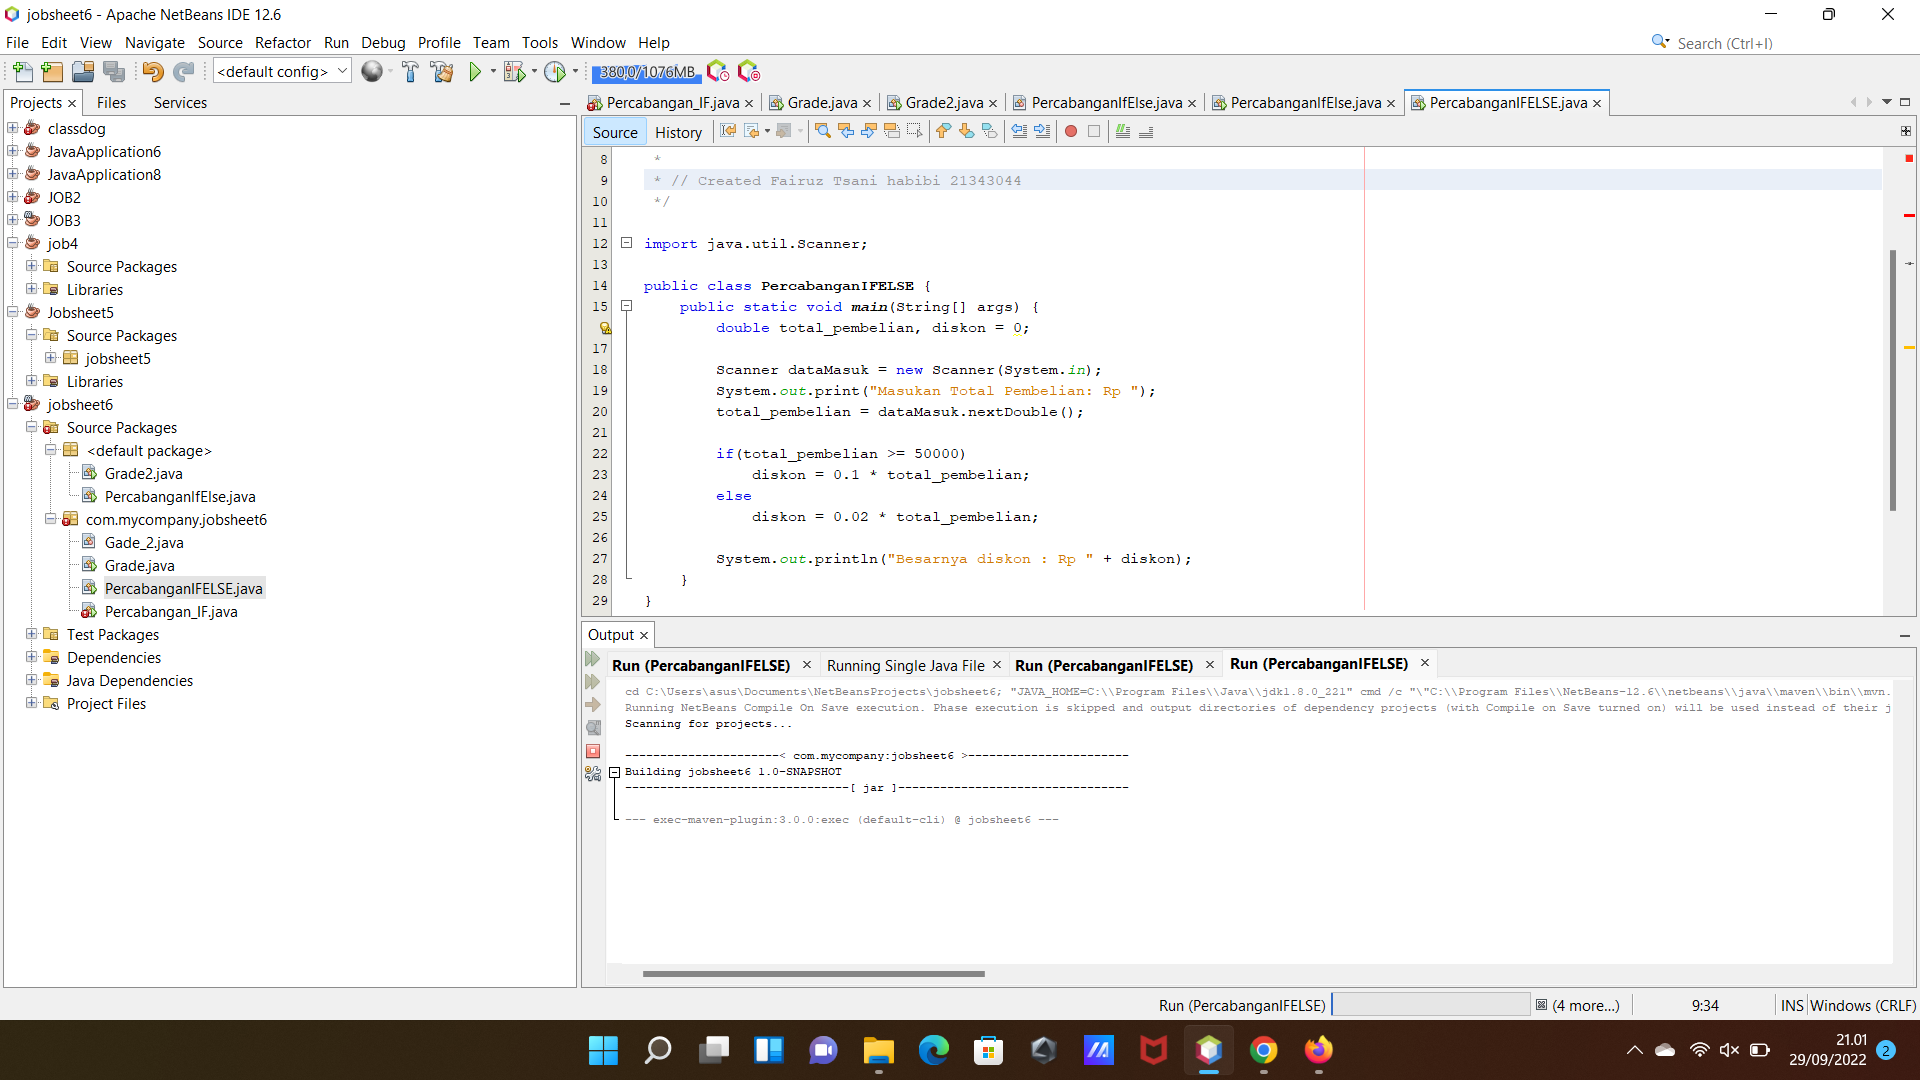 jobsheet6 - Apache NetBeans IDE 12.6
File Edit View Navigate Source Refactor Run Debug Profile Team Tools Window Help
Search (Ctrl+I)
<default config>
380,0/1076MB
Projects Files Services
classdog
JavaApplication6
JavaApplication8
JOB2
JOB3
job4
Source Packages
Libraries
Jobsheet5
Source Packages
jobsheet5
Libraries
jobsheet6
Source Packages
<default package>
Grade2.java
PercabanganIfElse.java
com.mycompany.jobsheet6
Gade_2.java
Grade.java
PercabanganIFELSE.java
Percabangan_IF.java
Test Packages
Dependencies
Java Dependencies
Project Files
Percabangan_IF.java Grade.java Grade2.java PercabanganIfElse.java PercabanganIfElse.java PercabanganIFELSE.java
Source History
8 *
9 * // Created Fairuz Tsani habibi 21343044
10 */
11
12 import java.util.Scanner;
13
14 public class PercabanganIFELSE {
15 public static void main(String[] args) {
double total_pembelian, diskon = 0;
17
18 Scanner dataMasuk = new Scanner(System.in);
19 System.out.print("Masukan Total Pembelian: Rp ");
20 total_pembelian = dataMasuk.nextDouble();
21
22 if(total_pembelian >= 50000)
23 diskon = 0.1 * total_pembelian;
24 else
25 diskon = 0.02 * total_pembelian;
26
27 System.out.println("Besarnya diskon : Rp " + diskon);
28 }
29 }
Output
Run (PercabanganIFELSE) Running Single Java File Run (PercabanganIFELSE) Run (PercabanganIFELSE)
cd C:\Users\asus\Documents\NetBeansProjects\jobsheet6; "JAVA_HOME=C:\\Program Files\\Java\\jdk1.8.0_221" cmd /c "\"C:\\Program Files\\NetBeans-12.6\\netbeans\\java\\maven\\bin\\mvn.
Running NetBeans Compile On Save execution. Phase execution is skipped and output directories of dependency projects (with Compile on Save turned on) will be used instead of their j
Scanning for projects...
----------------------< com.mycompany:jobsheet6 >-----------------------
Building jobsheet6 1.0-SNAPSHOT
--------------------------------[ jar ]---------------------------------
--- exec-maven-plugin:3.0.0:exec (default-cli) @ jobsheet6 ---
Run (PercabanganIFELSE) (4 more...) 9:34 INS Windows (CRLF)
21.01
29/09/2022
2